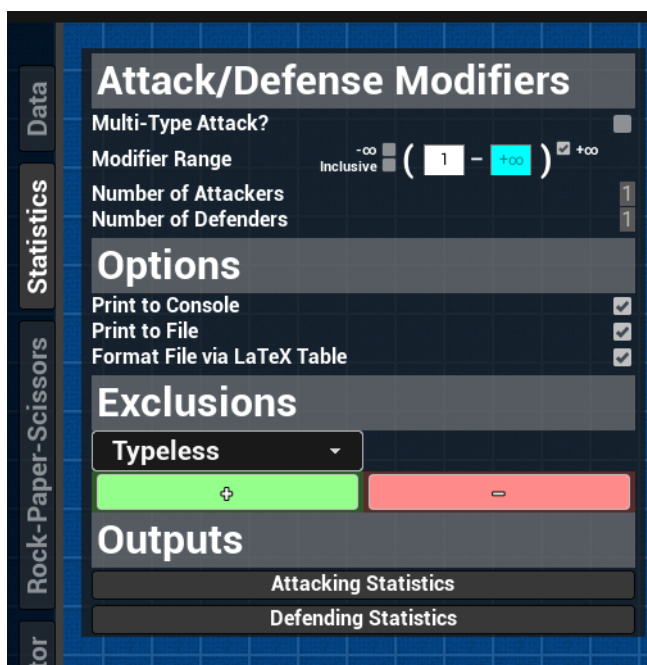 Data
Statistics
Rock-Paper-Scissors
tor
Attack/Defense Modifiers
Multi-Type Attack?
Modifier Range -∞ Inclusive ( 1 - +∞ ) +∞
Number of Attackers 1
Number of Defenders 1
Options
Print to Console
Print to File
Format File via LaTeX Table
Exclusions
Typeless
Outputs
Attacking Statistics
Defending Statistics